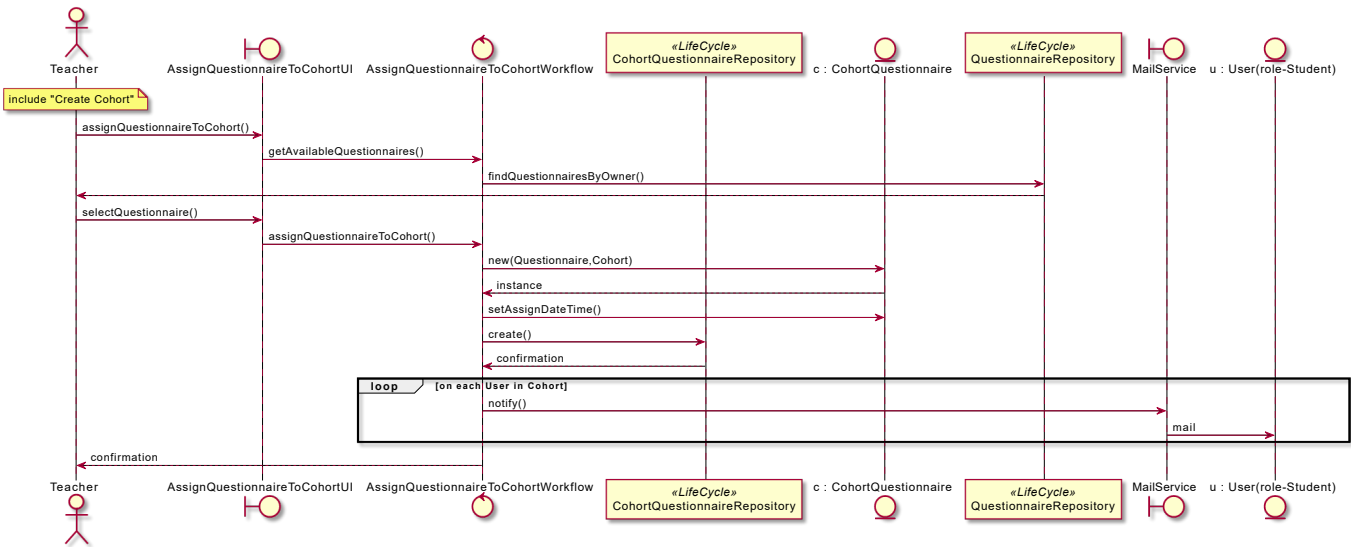 «LifeCycle»
«LifeCycle»
Teacher
AssignQuestionnaireToCohortUI
AssignQuestionnaireToCohortWorkflow
CohortQuestionnaireRepository
c : CohortQuestionnaire
QuestionnaireRepository
MailService
u : User(role-Student)
include "Create Cohort"
assignQuestionnaireToCohort()
getAvailableQuestionnaires()
findQuestionnairesByOwner()
selectQuestionnaire()
assignQuestionnaireToCohort()
new(Questionnaire,Cohort)
instance
setAssignDateTime()
create()
confirmation
loop
[on each User in Cohort]
notify()
mail
confirmation
Teacher
AssignQuestionnaireToCohortUI
AssignQuestionnaireToCohortWorkflow
«LifeCycle»
CohortQuestionnaireRepository
c : CohortQuestionnaire
«LifeCycle»
QuestionnaireRepository
MailService
u : User(role-Student)